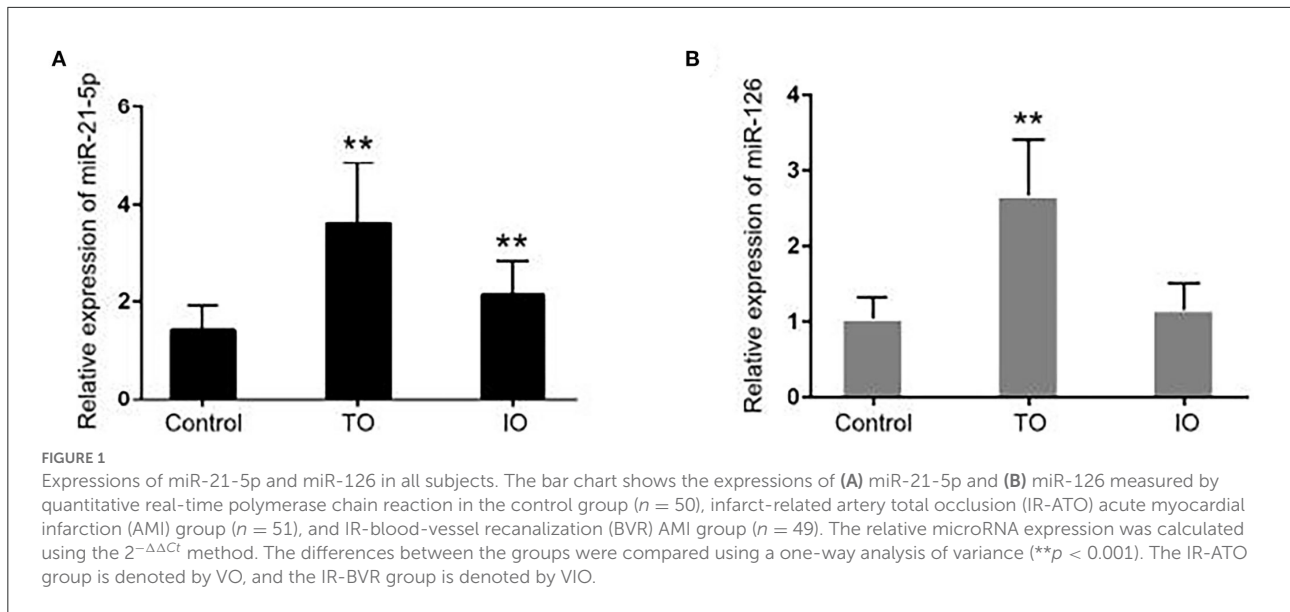 A
Relative expression of miR-21-5p
6
4
2
0
**
**
Control TO IO
B
Relative expression of miR-126
4
3
2
1
0
**
Control TO IO
FIGURE 1
Expressions of miR-21-5p and miR-126 in all subjects. The bar chart shows the expressions of (A) miR-21-5p and (B) miR-126 measured by
quantitative real-time polymerase chain reaction in the control group (n = 50), infarct-related artery total occlusion (IR-ATO) acute myocardial
infarction (AMI) group (n = 51), and IR-blood-vessel recanalization (BVR) AMI group (n = 49). The relative microRNA expression was calculated
using the 2−ΔΔCt method. The differences between the groups were compared using a one-way analysis of variance (**p < 0.001). The IR-ATO
group is denoted by VO, and the IR-BVR group is denoted by VIO.